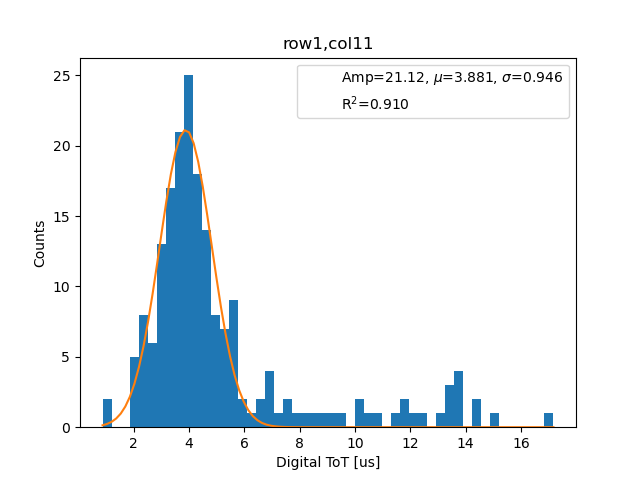 row1,col11
Amp=21.12, μ=3.881, σ=0.946
R²=0.910
Counts
25
20
15
10
5
0
2 4 6 8 10 12 14 16
Digital ToT [us]